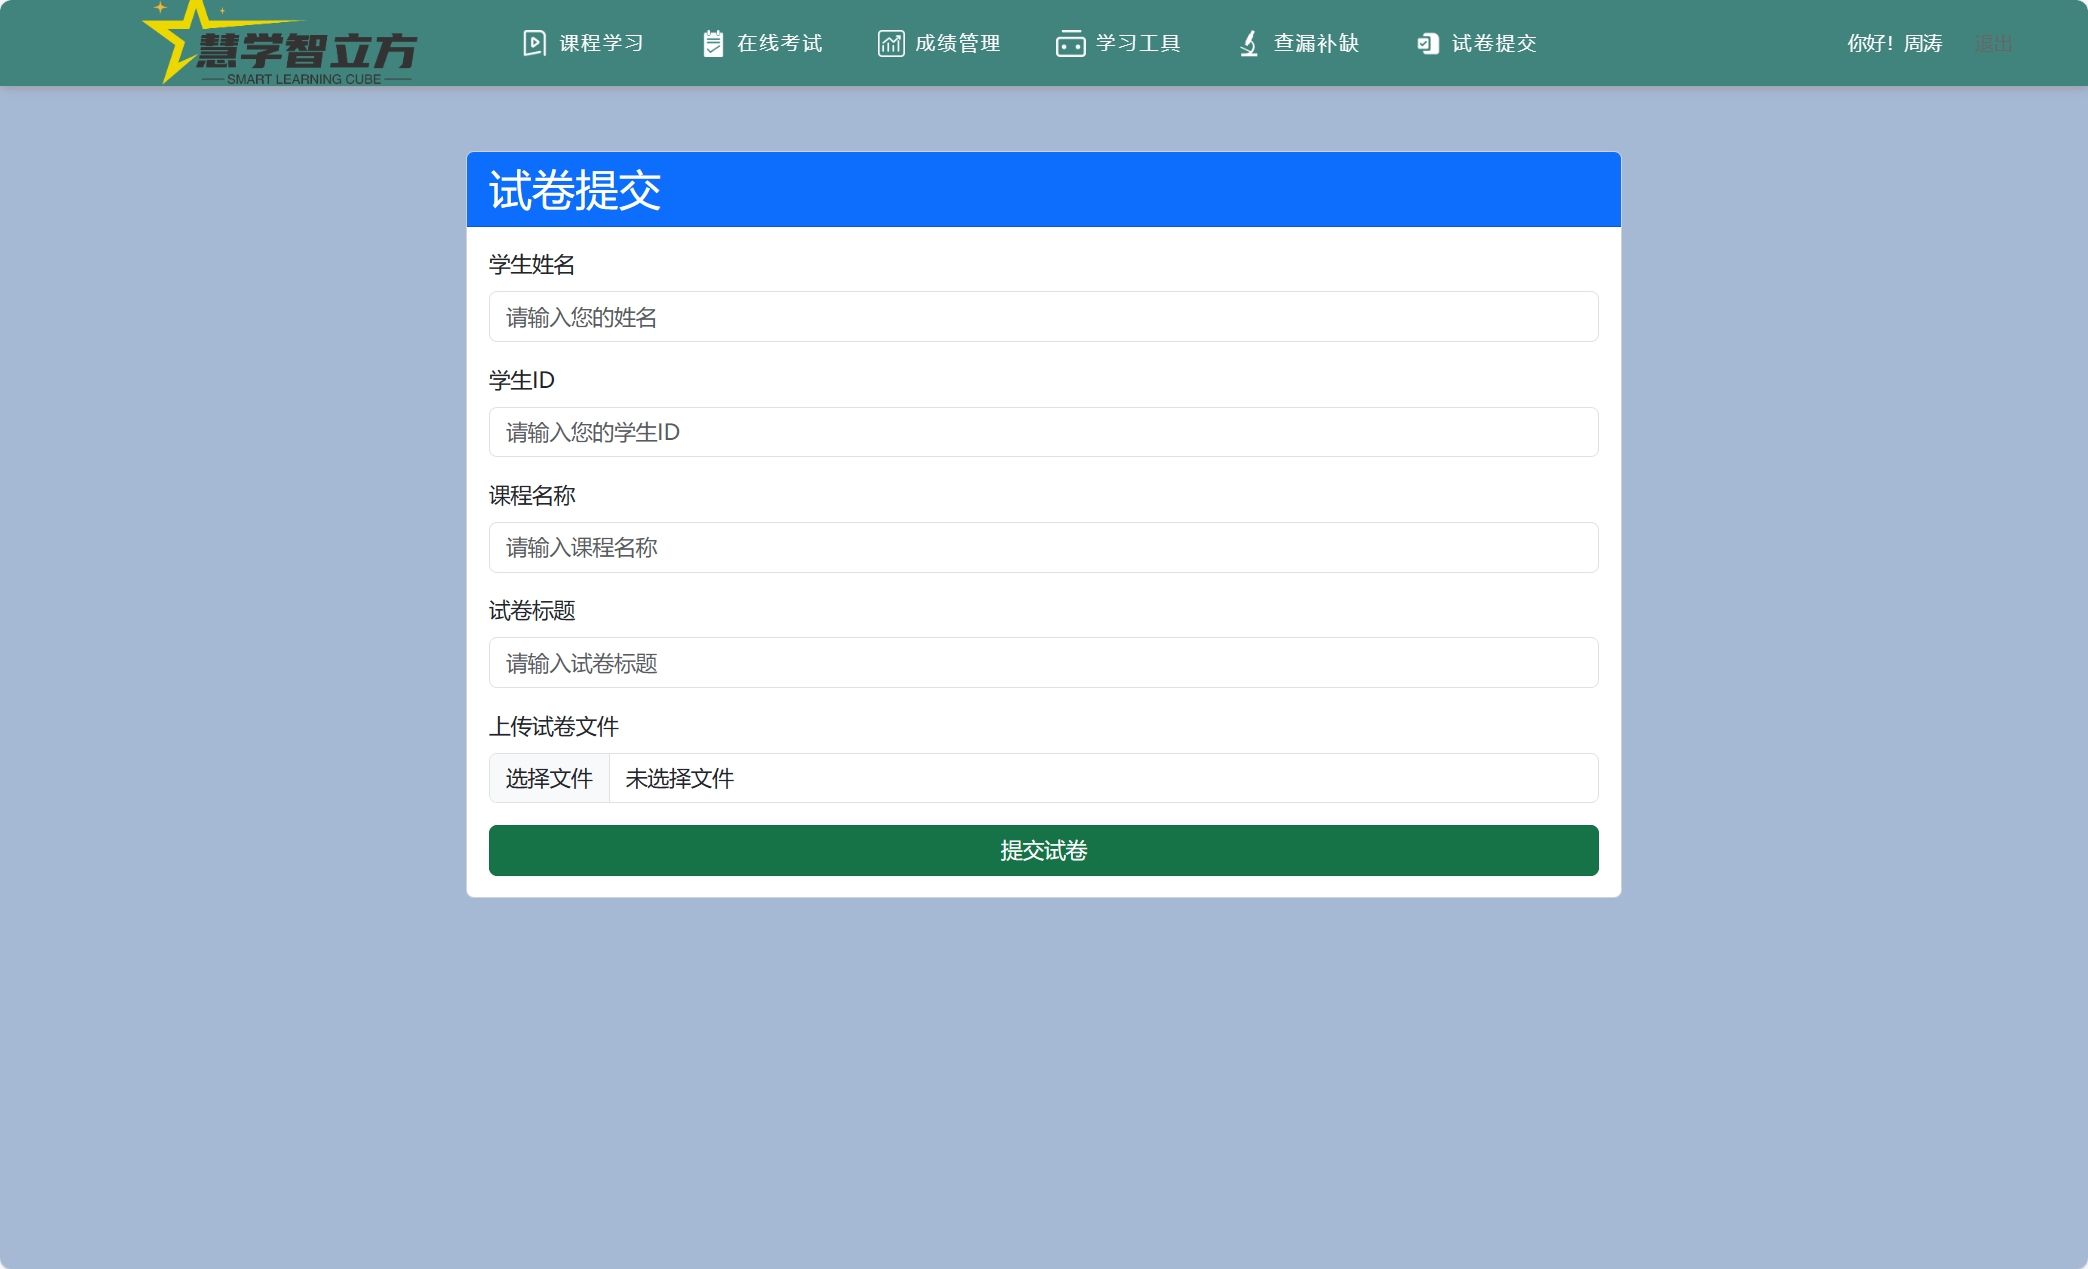 慧学智立方
SMART LEARNING CUBE
课程学习
在线考试
成绩管理
学习工具
查漏补缺
试卷提交
你好！周涛
退出
试卷提交
学生姓名
请输入您的姓名
学生ID
请输入您的学生ID
课程名称
请输入课程名称
试卷标题
请输入试卷标题
上传试卷文件
选择文件 未选择文件
提交试卷